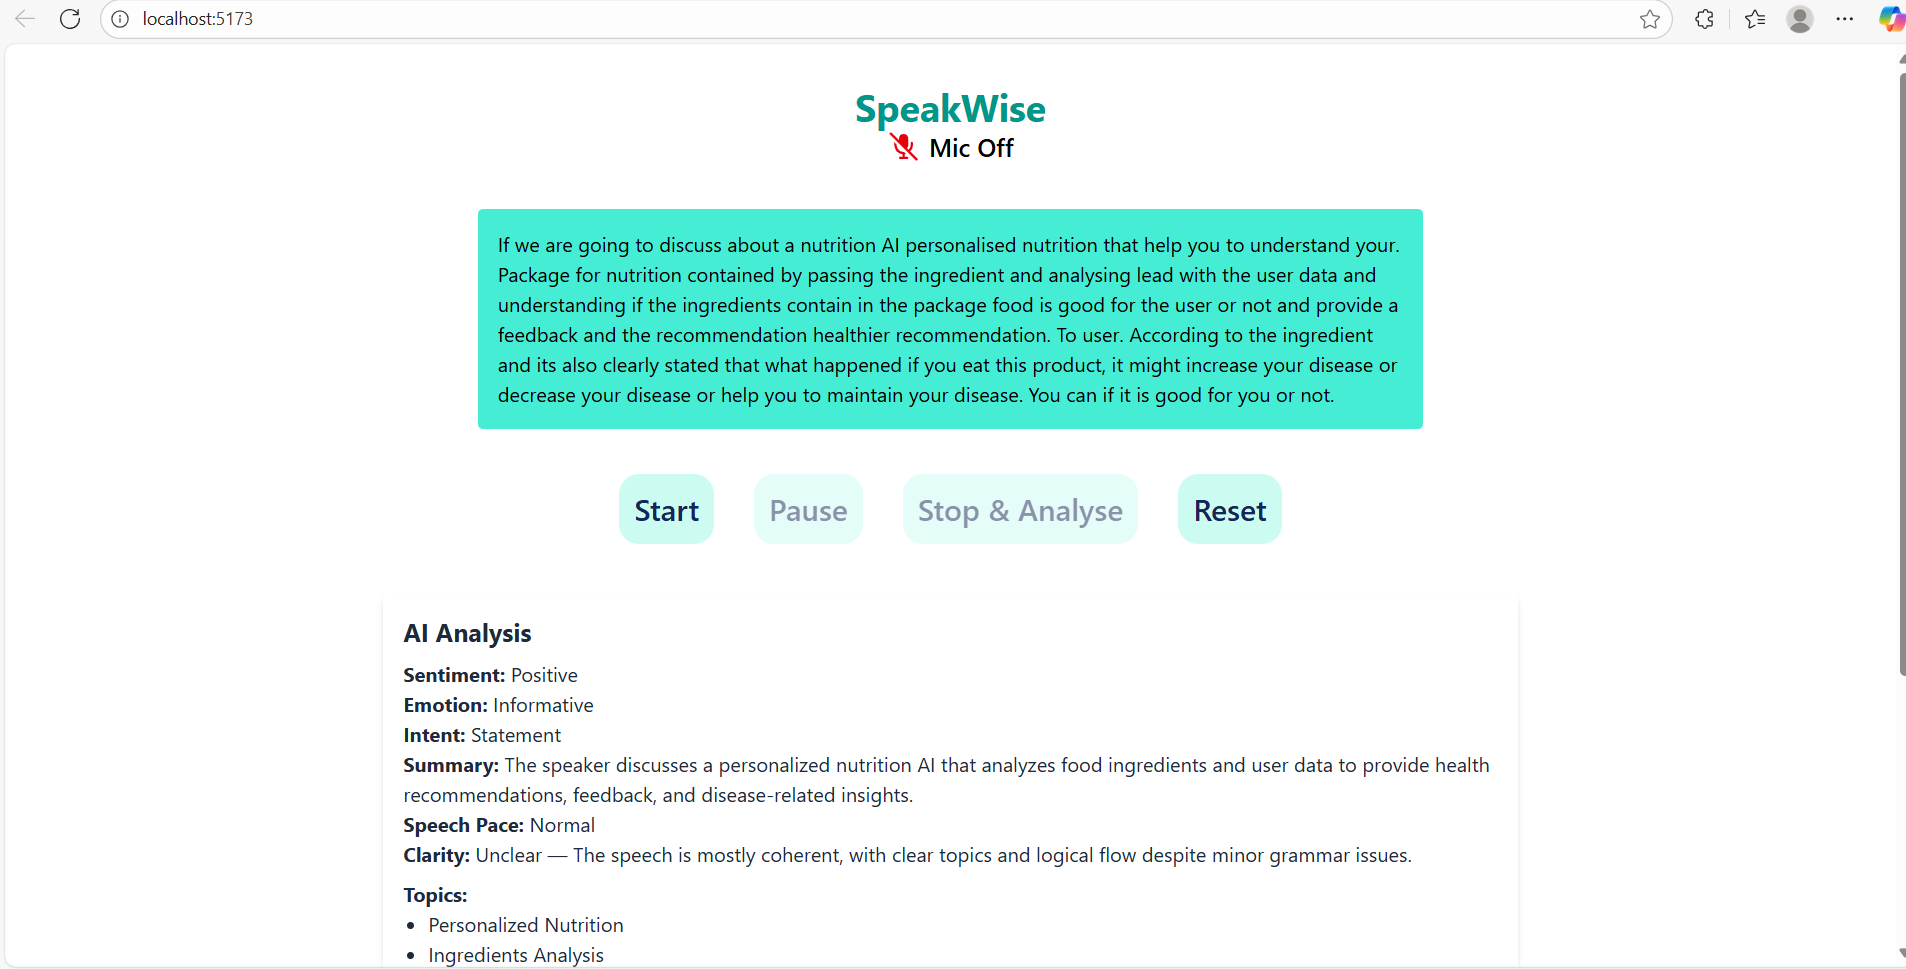 localhost:5173
SpeakWise
Mic Off
If we are going to discuss about a nutrition AI personalised nutrition that help you to understand your.
Package for nutrition contained by passing the ingredient and analysing lead with the user data and
understanding if the ingredients contain in the package food is good for the user or not and provide a
feedback and the recommendation healthier recommendation. To user. According to the ingredient
and its also clearly stated that what happened if you eat this product, it might increase your disease or
decrease your disease or help you to maintain your disease. You can if it is good for you or not.
Start Pause Stop & Analyse Reset
AI Analysis
Sentiment: Positive
Emotion: Informative
Intent: Statement
Summary: The speaker discusses a personalized nutrition AI that analyzes food ingredients and user data to provide health
recommendations, feedback, and disease-related insights.
Speech Pace: Normal
Clarity: Unclear — The speech is mostly coherent, with clear topics and logical flow despite minor grammar issues.
Topics:
• Personalized Nutrition
• Ingredients Analysis